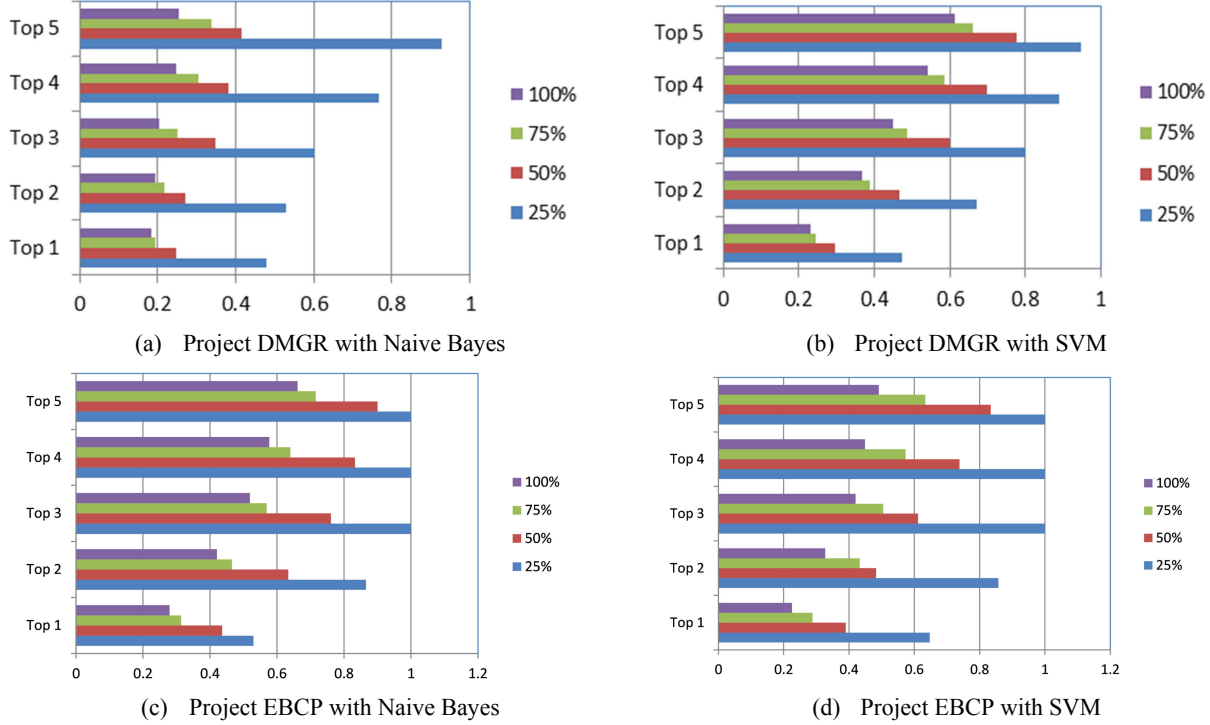 Top 5
Top 4
Top 3
Top 2
Top 1
0 0.2 0.4 0.6 0.8 1
100%
75%
50%
25%
(a) Project DMGR with Naive Bayes
Top 5
Top 4
Top 3
Top 2
Top 1
0 0.2 0.4 0.6 0.8 1
100%
75%
50%
25%
(b) Project DMGR with SVM
Top 5
Top 4
Top 3
Top 2
Top 1
0 0.2 0.4 0.6 0.8 1 1.2
100%
75%
50%
25%
(c) Project EBCP with Naive Bayes
Top 5
Top 4
Top 3
Top 2
Top 1
0 0.2 0.4 0.6 0.8 1 1.2
100%
75%
50%
25%
(d) Project EBCP with SVM